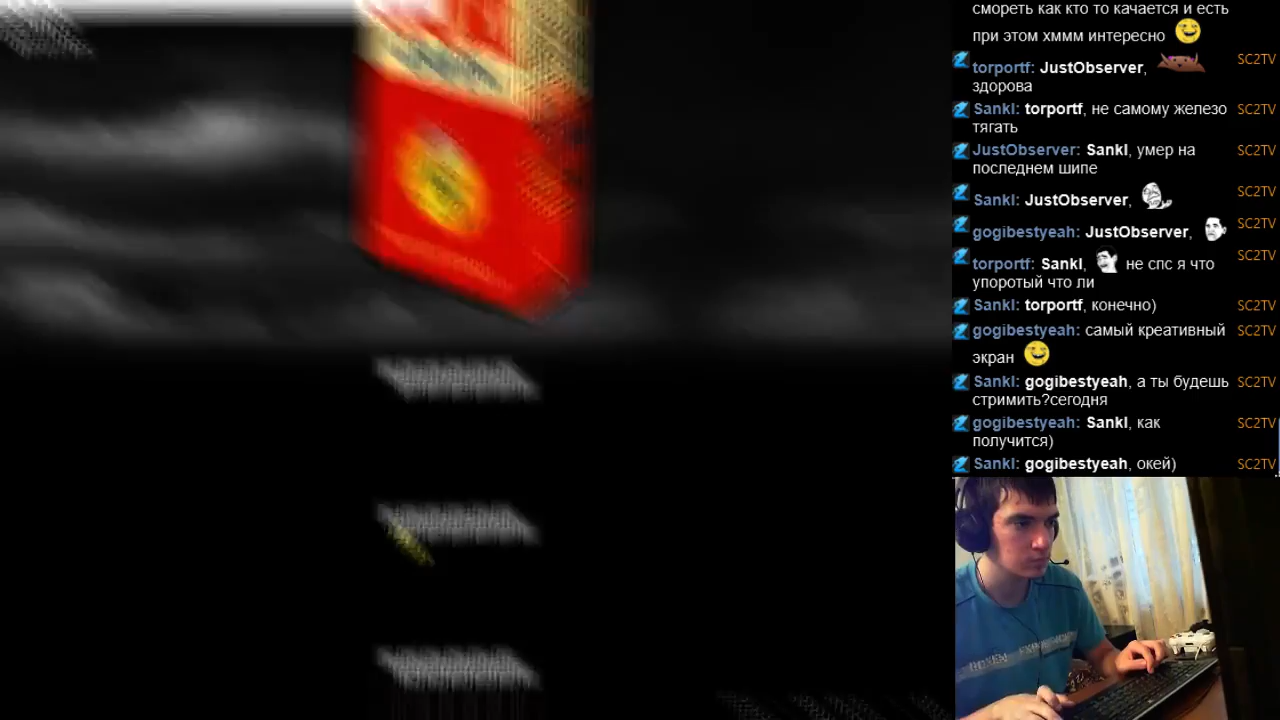 смореть как кто то качается и есть
при этом хммм интересно
torportf: JustObserver,
здорова
SC2TV
Sankl: torportf, не самому железо
тягать
SC2TV
JustObserver: Sankl, умер на
последнем шипе
SC2TV
Sankl: JustObserver,
SC2TV
gogibestyeah: JustObserver,
SC2TV
torportf: Sankl, не спс я что
упоротый что ли
SC2TV
Sankl: torportf, конечно)
SC2TV
gogibestyeah: самый креативный
экран
SC2TV
Sankl: gogibestyeah, а ты будешь
стримить?сегодня
SC2TV
gogibestyeah: Sankl, как
получится)
SC2TV
Sankl: gogibestyeah, окей)
SC2TV